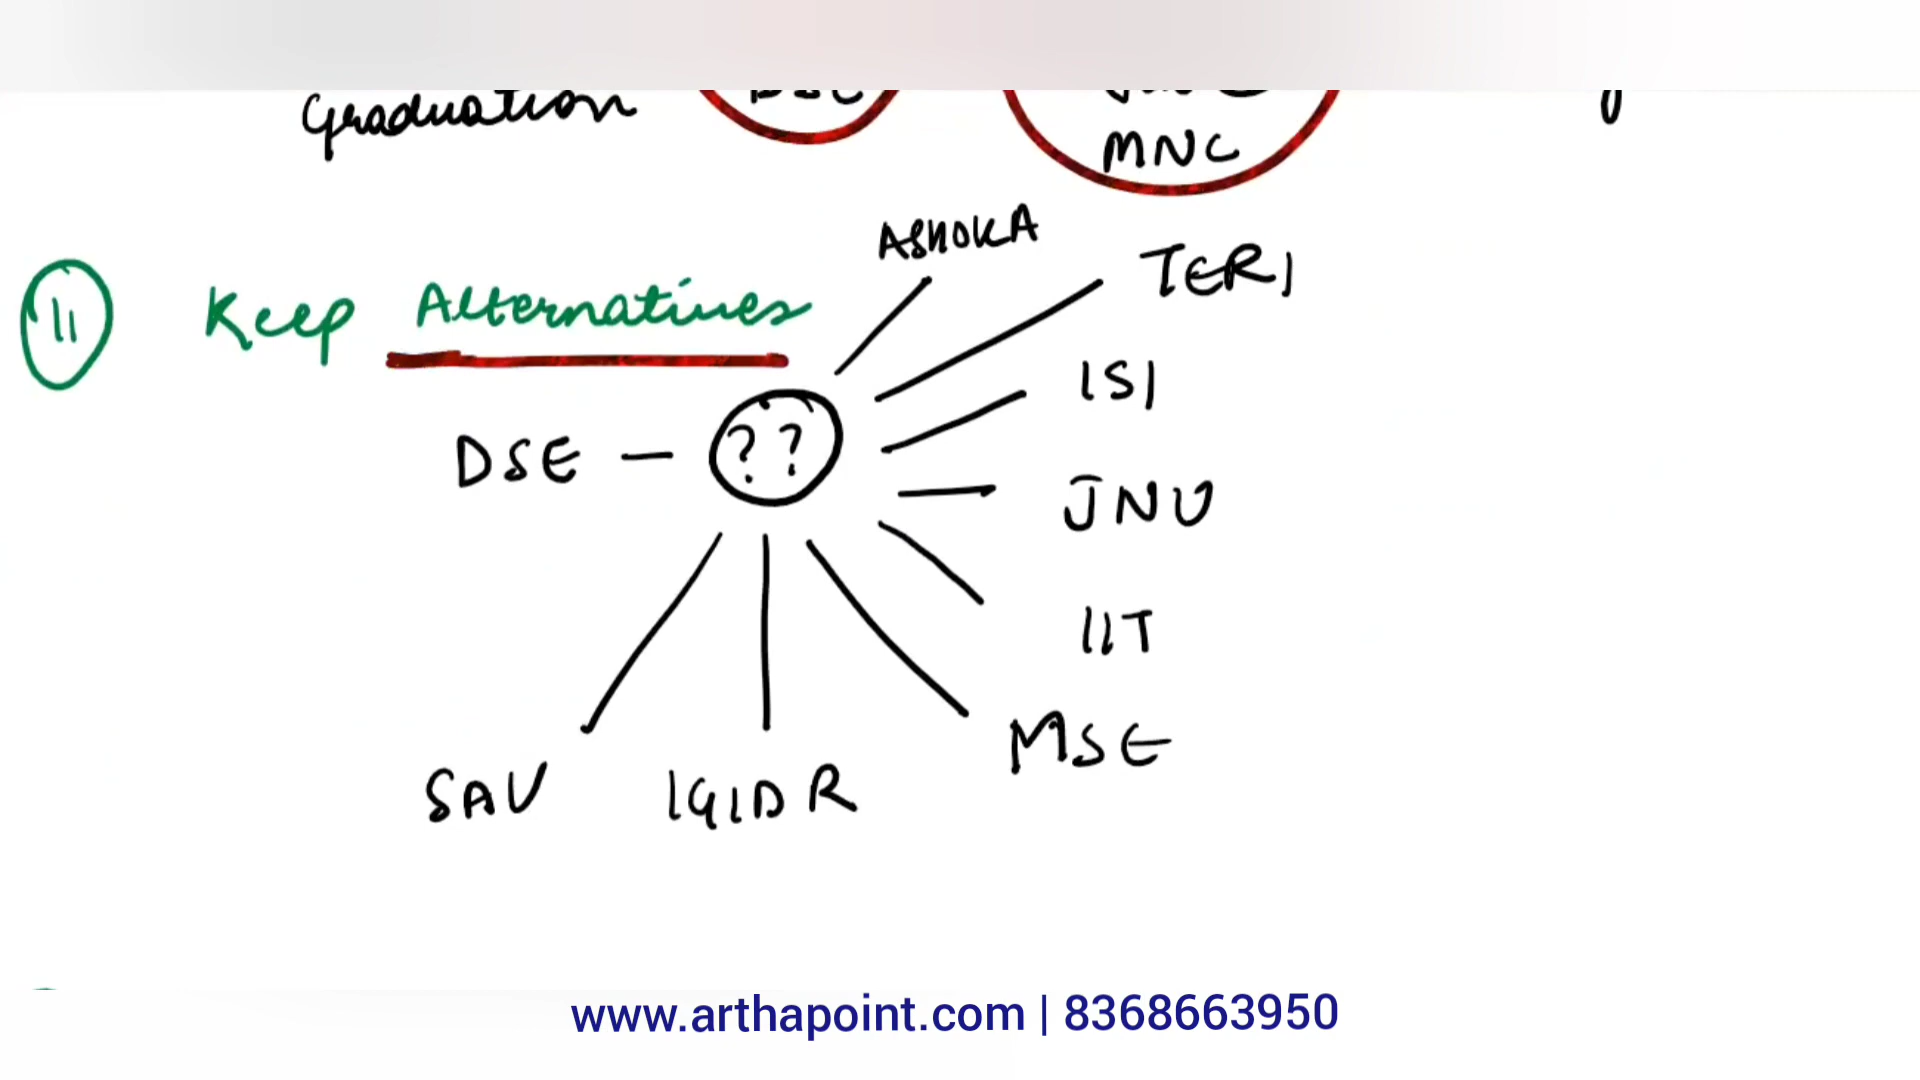 Graduation
MNC
ASHOKA
TERI
11 Keep Alternatives
ISI
DSE - ??
JNU
IIT
MSE
SAU IGIDR
www.arthapoint.com | 8368663950